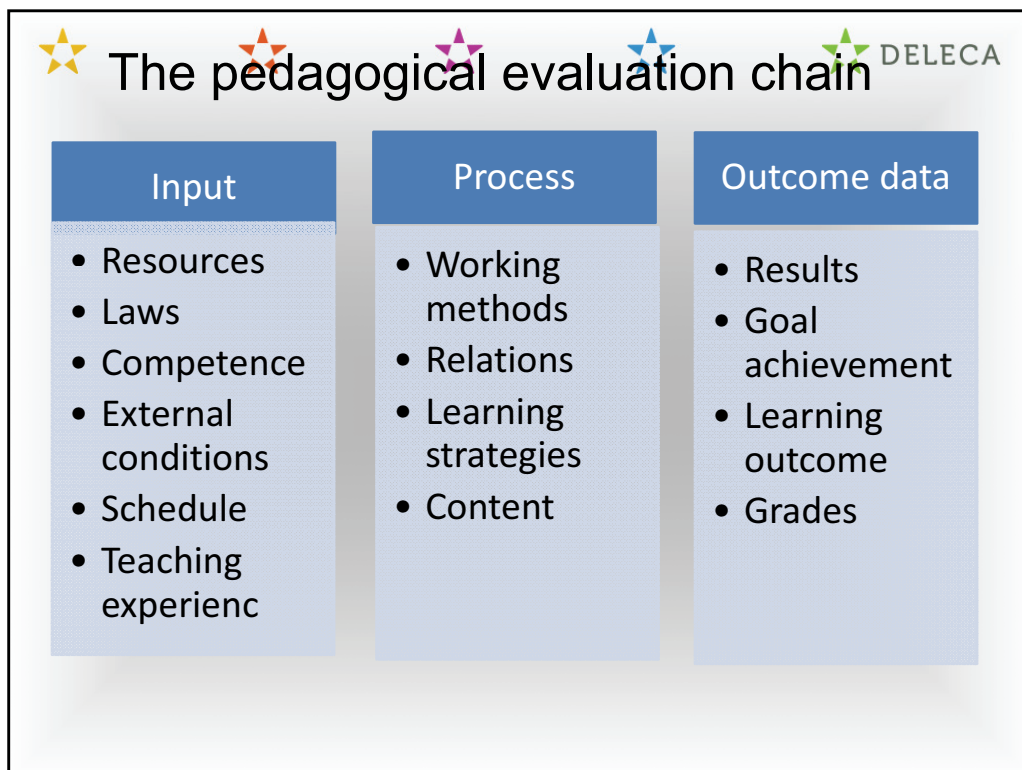 The pedagogical evaluation chain
DELECA
Input
• Resources
• Laws
• Competence
• External
conditions
• Schedule
• Teaching
experienc
Process
• Working
methods
• Relations
• Learning
strategies
• Content
Outcome data
• Results
• Goal
achievement
• Learning
outcome
• Grades